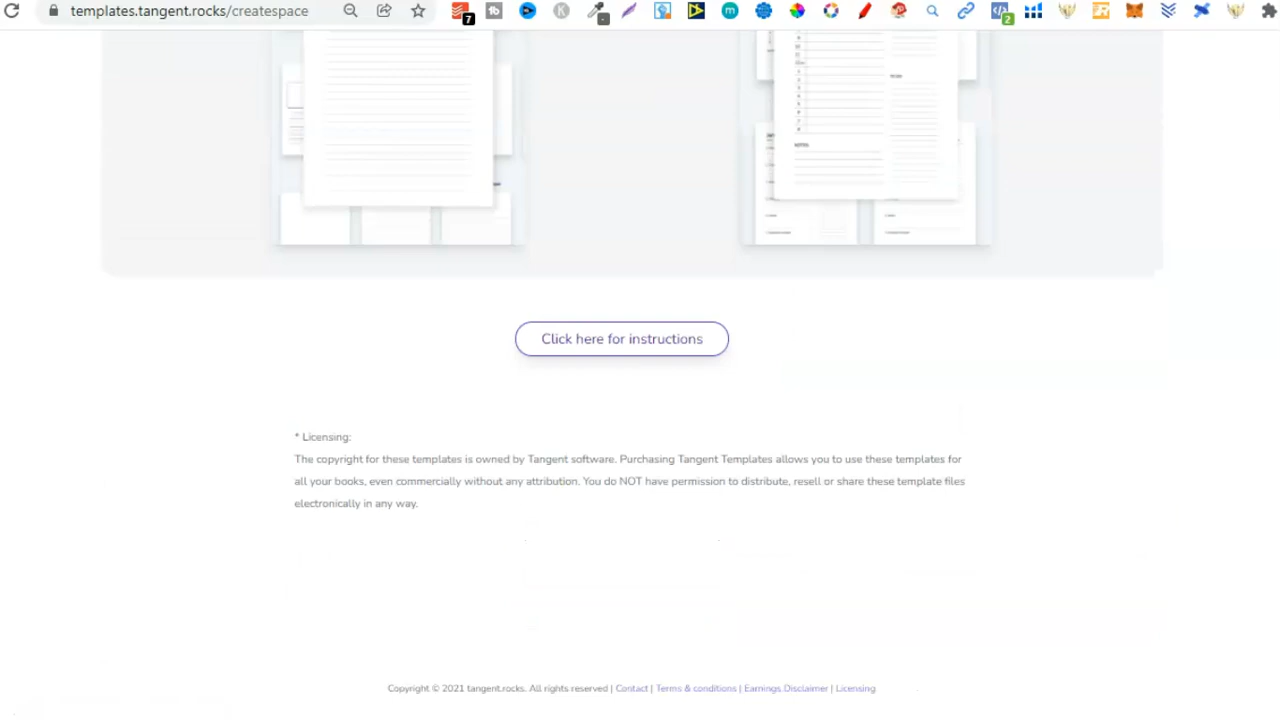 templates.tangent.rocks/createspace
7
2
NOTES
Click here for instructions
* Licensing:
The copyright for these templates is owned by Tangent software. Purchasing Tangent Templates allows you to use these templates for
all your books, even commercially without any attribution. You do NOT have permission to distribute, resell or share these template files
electronically in any way.
Copyright © 2021 tangent.rocks. All rights reserved | Contact | Terms & conditions | Earnings Disclaimer | Licensing